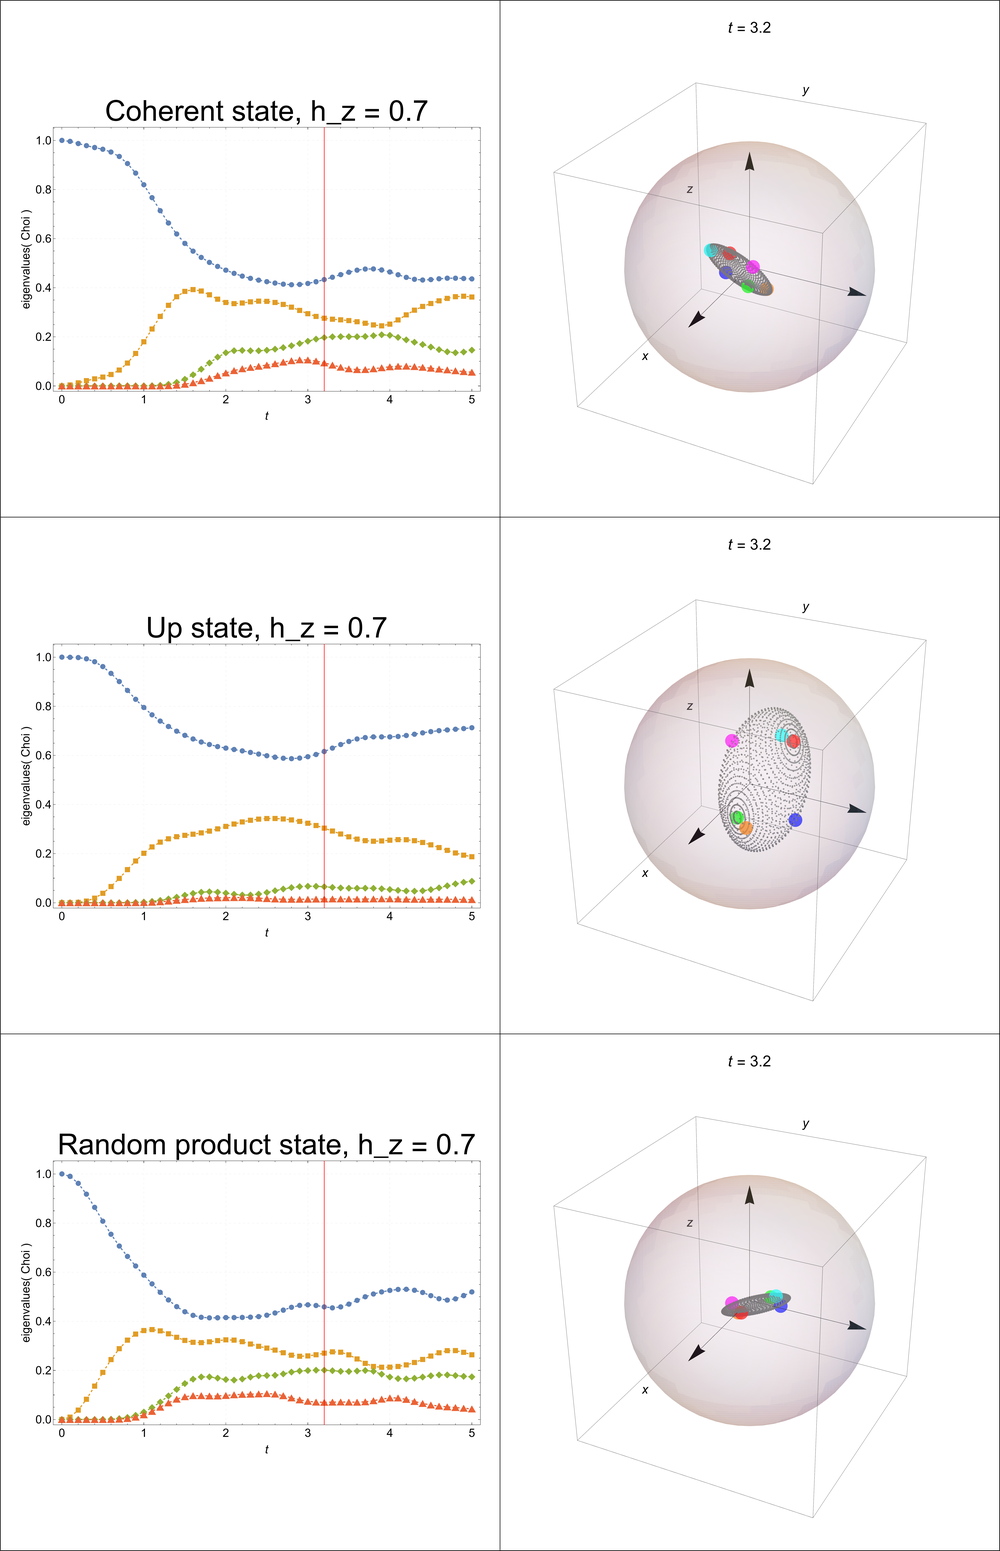 t = 3.2
Coherent state, h_z = 0.7
eigenvalues( Choi )
1.0
0.8
0.6
0.4
0.2
0.0
0 1 2 3 4 5
t
y
z
x
t = 3.2
Up state, h_z = 0.7
eigenvalues( Choi )
1.0
0.8
0.6
0.4
0.2
0.0
0 1 2 3 4 5
t
y
z
x
t = 3.2
Random product state, h_z = 0.7
eigenvalues( Choi )
1.0
0.8
0.6
0.4
0.2
0.0
0 1 2 3 4 5
t
y
z
x